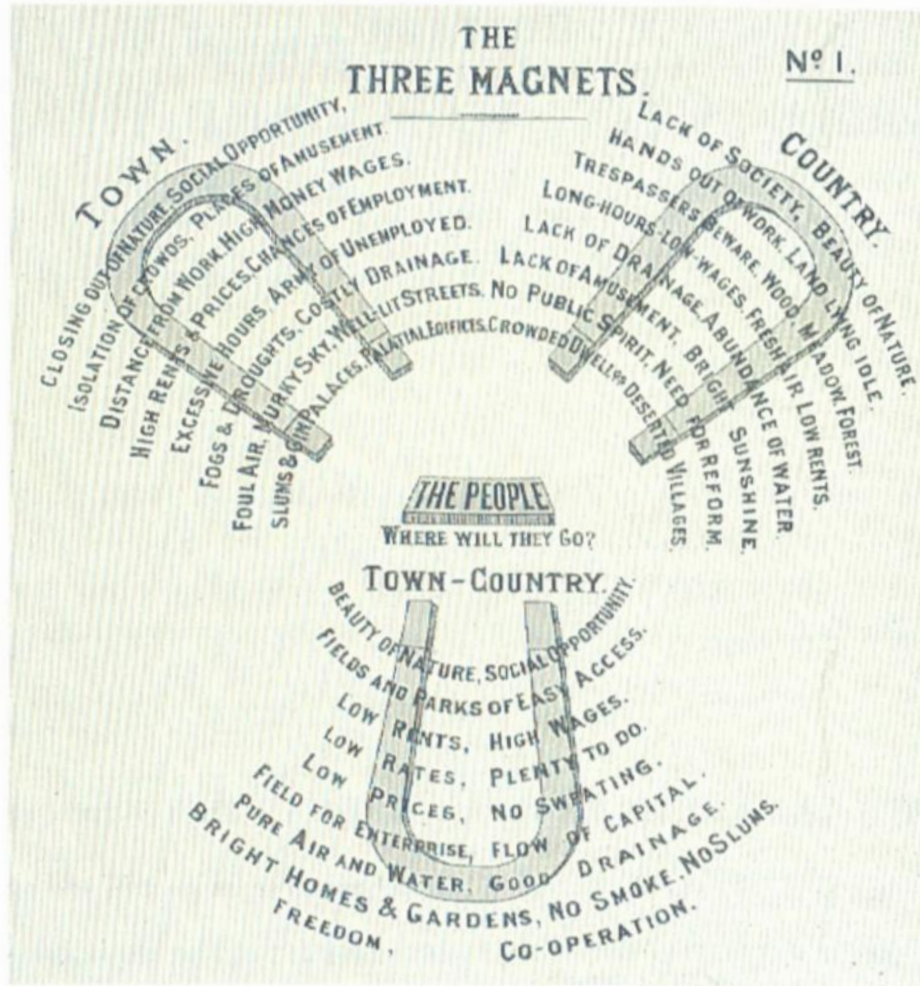 THE
THREE MAGNETS.
Nº 1.
TOWN.
CLOSING OUT OF NATURE. SOCIAL OPPORTUNITY.
ISOLATION OF CROWDS. PLACES OF AMUSEMENT.
DISTANCE FROM WORK. HIGH MONEY WAGES.
HIGH RENTS & PRICES. CHANCES OF EMPLOYMENT.
EXCESSIVE HOURS. ARMY OF UNEMPLOYED.
FOGS & DROUGHTS. COSTLY DRAINAGE.
FOUL AIR. MURKY SKY. WELL-LIT STREETS.
SLUMS & GIN PALACES. PALATIAL EDIFICES.
COUNTRY.
LACK OF SOCIETY. BEAUTY OF NATURE.
HANDS OUT OF WORK. LAND LYING IDLE.
TRESPASSERS BEWARE. WOOD, MEADOW, FOREST.
LONG-HOURS-LOW-WAGES. FRESH AIR. LOW RENTS.
LACK OF DRAINAGE. ABUNDANCE OF WATER.
LACK OF AMUSEMENT. BRIGHT SUNSHINE.
NO PUBLIC SPIRIT. NEED FOR REFORM.
CROWDED DWELLGS DESERTED VILLAGES.
THE PEOPLE
WHERE WILL THEY GO?
TOWN-COUNTRY.
BEAUTY OF NATURE, SOCIAL OPPORTUNITY.
FIELDS AND PARKS OF EASY ACCESS.
LOW RENTS, HIGH WAGES.
LOW RATES, PLENTY TO DO.
LOW PRICES, NO SWEATING.
FIELD FOR ENTERPRISE, FLOW OF CAPITAL.
PURE AIR AND WATER, GOOD DRAINAGE.
BRIGHT HOMES & GARDENS, NO SMOKE, NO SLUMS.
FREEDOM, CO-OPERATION.